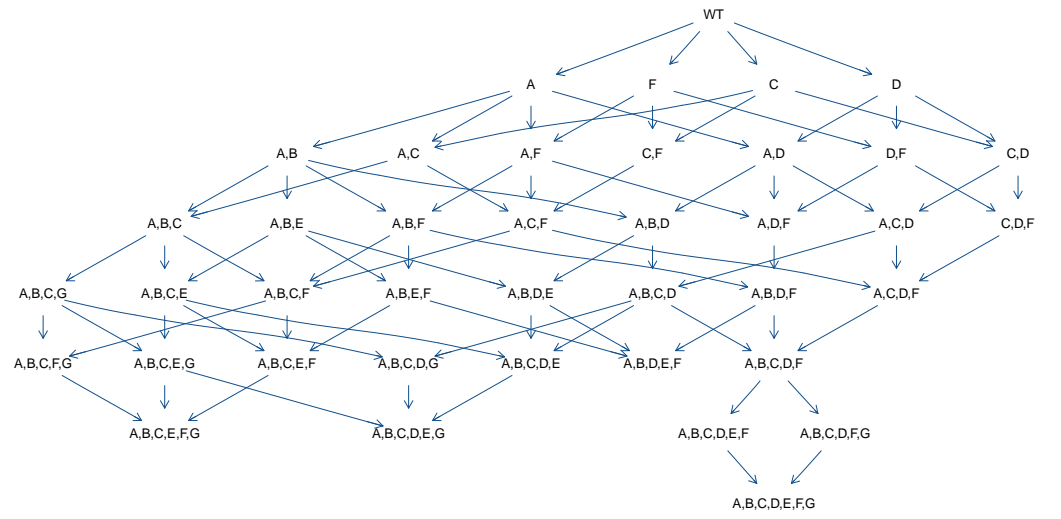 WT
A F C D
A,B A,C A,F C,F A,D D,F C,D
A,B,C A,B,E A,B,F A,C,F A,B,D A,D,F A,C,D C,D,F
A,B,C,G A,B,C,E A,B,C,F A,B,E,F A,B,D,E A,B,C,D A,B,D,F A,C,D,F
A,B,C,F,G A,B,C,E,G A,B,C,E,F A,B,C,D,G A,B,C,D,E A,B,D,E,F A,B,C,D,F
A,B,C,E,F,G A,B,C,D,E,G A,B,C,D,E,F A,B,C,D,F,G
A,B,C,D,E,F,G